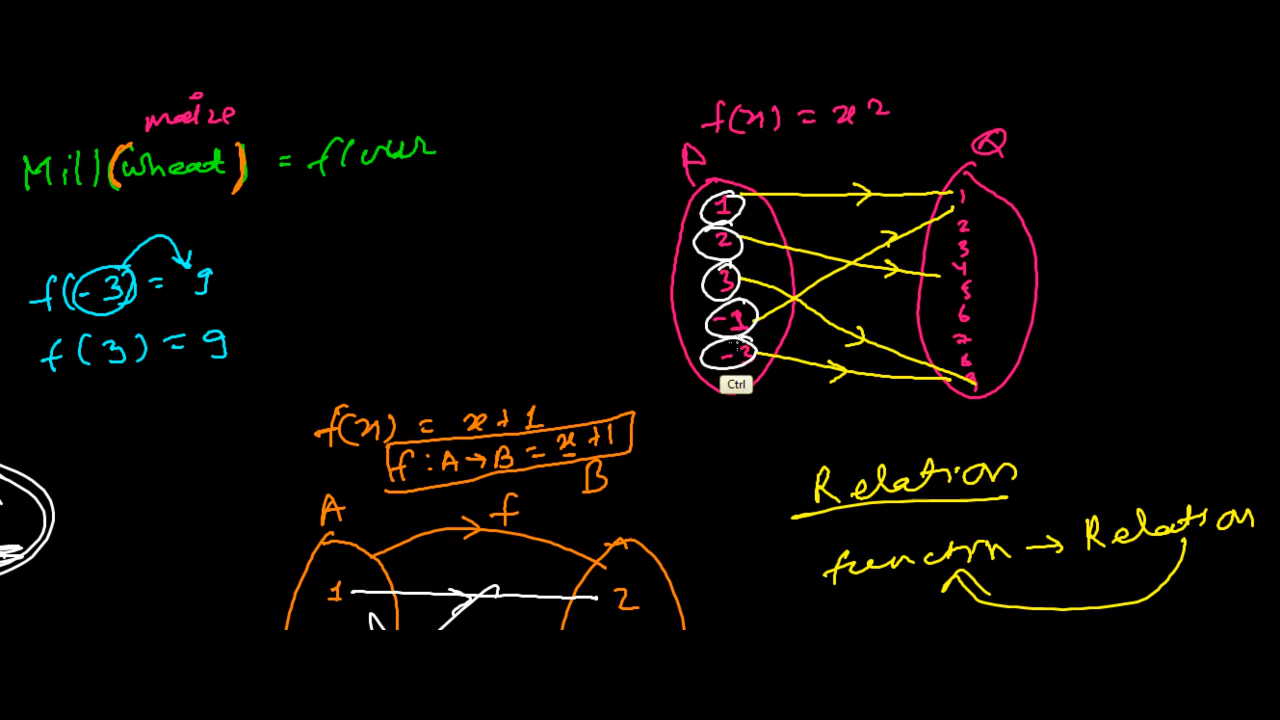 maize
Mill(wheat) = flour
f(-3) = 9
f(3) = 9
f(x) = x²
1
2
3
-1
1
2
3
4
5
6
7
8
9
Ctrl
f(x) = x+1
f : A → B = x+1
A
f
B
1
2
Relation
function → Relation